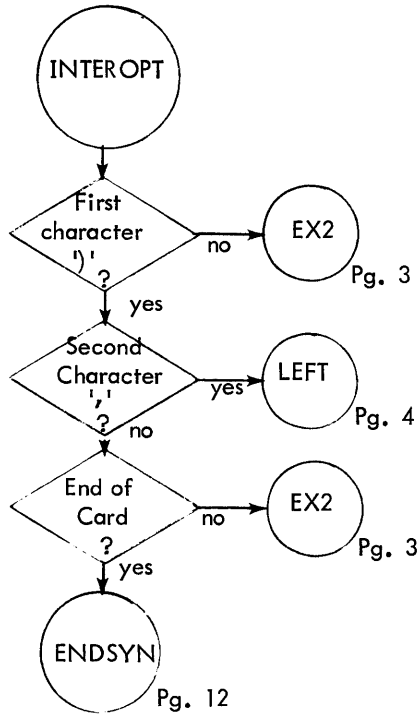 INTEROPT
First
character
')'
?
no
EX2
Pg. 3
yes
Second
Character
','
?
yes
LEFT
Pg. 4
no
End of
Card
?
no
EX2
Pg. 3
yes
ENDSYN
Pg. 12